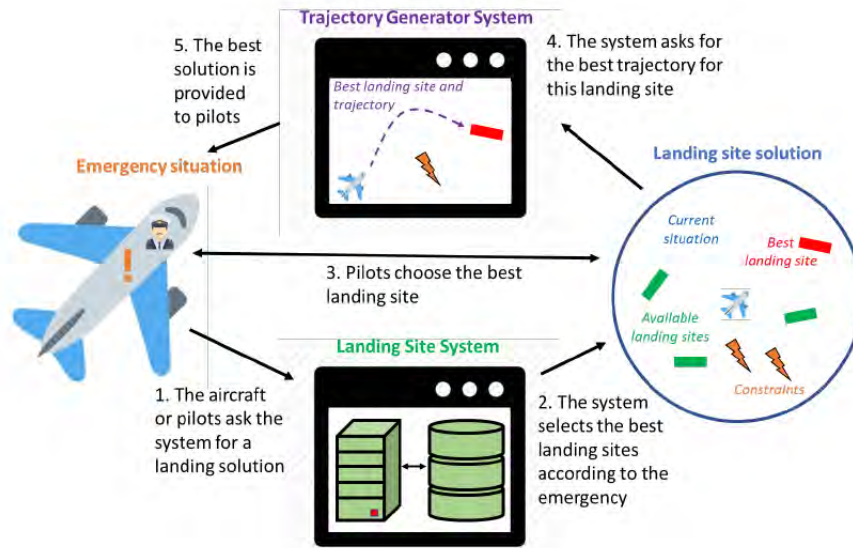 Trajectory Generator System
5. The best
solution is
provided
to pilots
4. The system asks for
the best trajectory for
this landing site
Best landing site and
trajectory
Emergency situation
Landing site solution
Current
situation
Best
landing site
3. Pilots choose the best
landing site
Available
landing sites
Constraints
Landing Site System
1. The aircraft
or pilots ask the
system for a
landing solution
2. The system
selects the best
landing sites
according to the
emergency